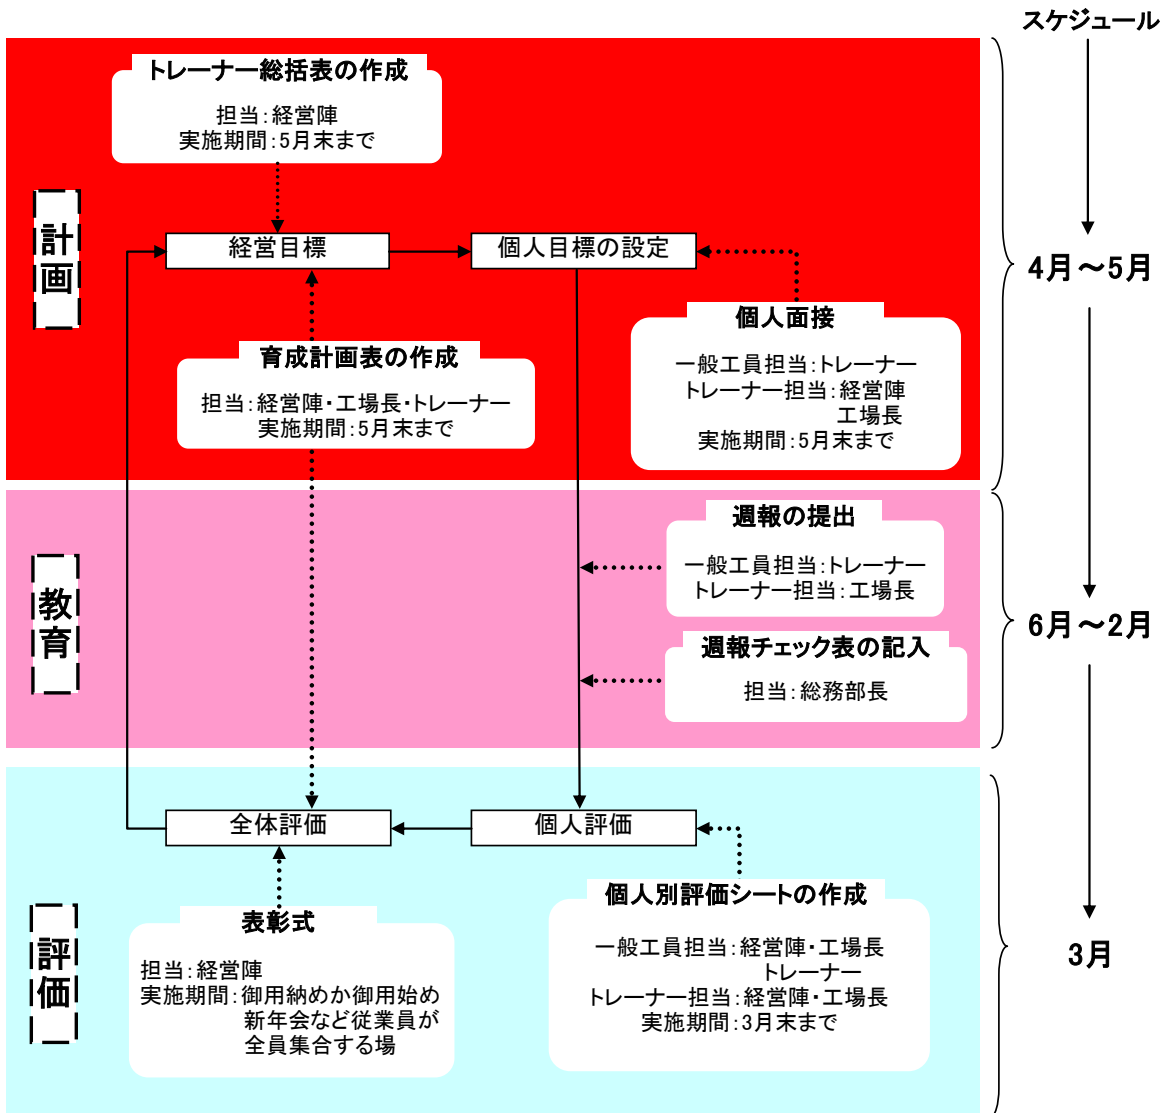 スケジュール
トレーナー総括表の作成
担当:経営陣
実施期間:5月末まで
計画
経営目標
個人目標の設定
4月~5月
個人面接
一般工員担当:トレーナー
トレーナー担当:経営陣
工場長
実施期間:5月末まで
育成計画表の作成
担当:経営陣・工場長・トレーナー
実施期間:5月末まで
週報の提出
一般工員担当:トレーナー
トレーナー担当:工場長
教育
6月~2月
週報チェック表の記入
担当:総務部長
全体評価
個人評価
個人別評価シートの作成
一般工員担当:経営陣・工場長
トレーナー
トレーナー担当:経営陣・工場長
実施期間:3月末まで
表彰式
担当:経営陣
実施期間:御用納めか御用始め
新年会など従業員が
全員集合する場
評価
3月